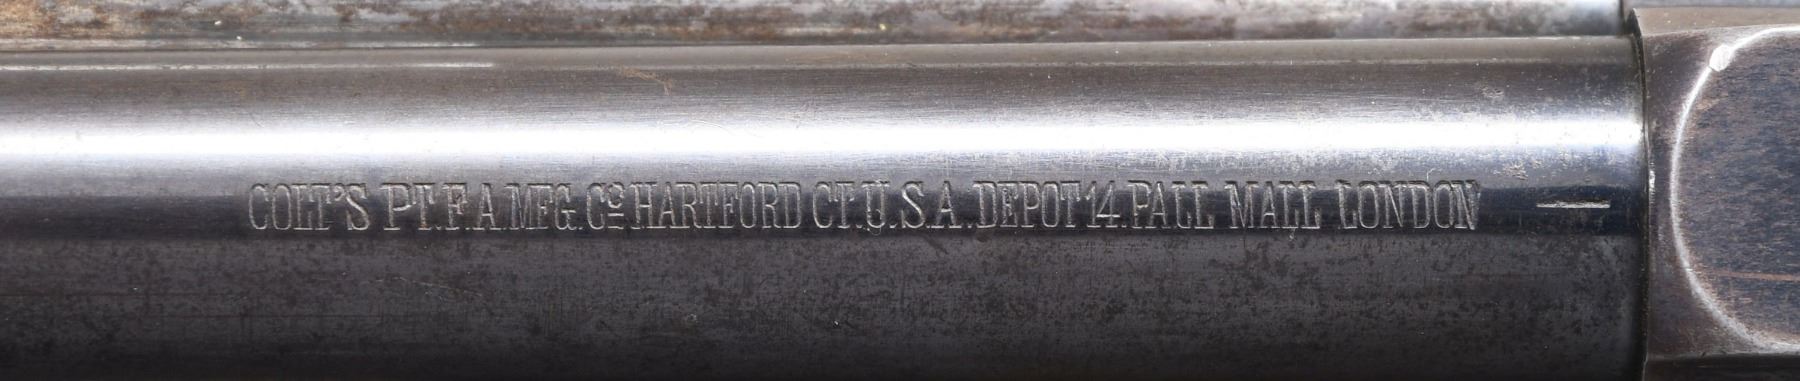 COLT'S PT.F.A.MFG.Cº HARTFORD CT.U.S.A.DEPOT 14.PALL MALL LONDON